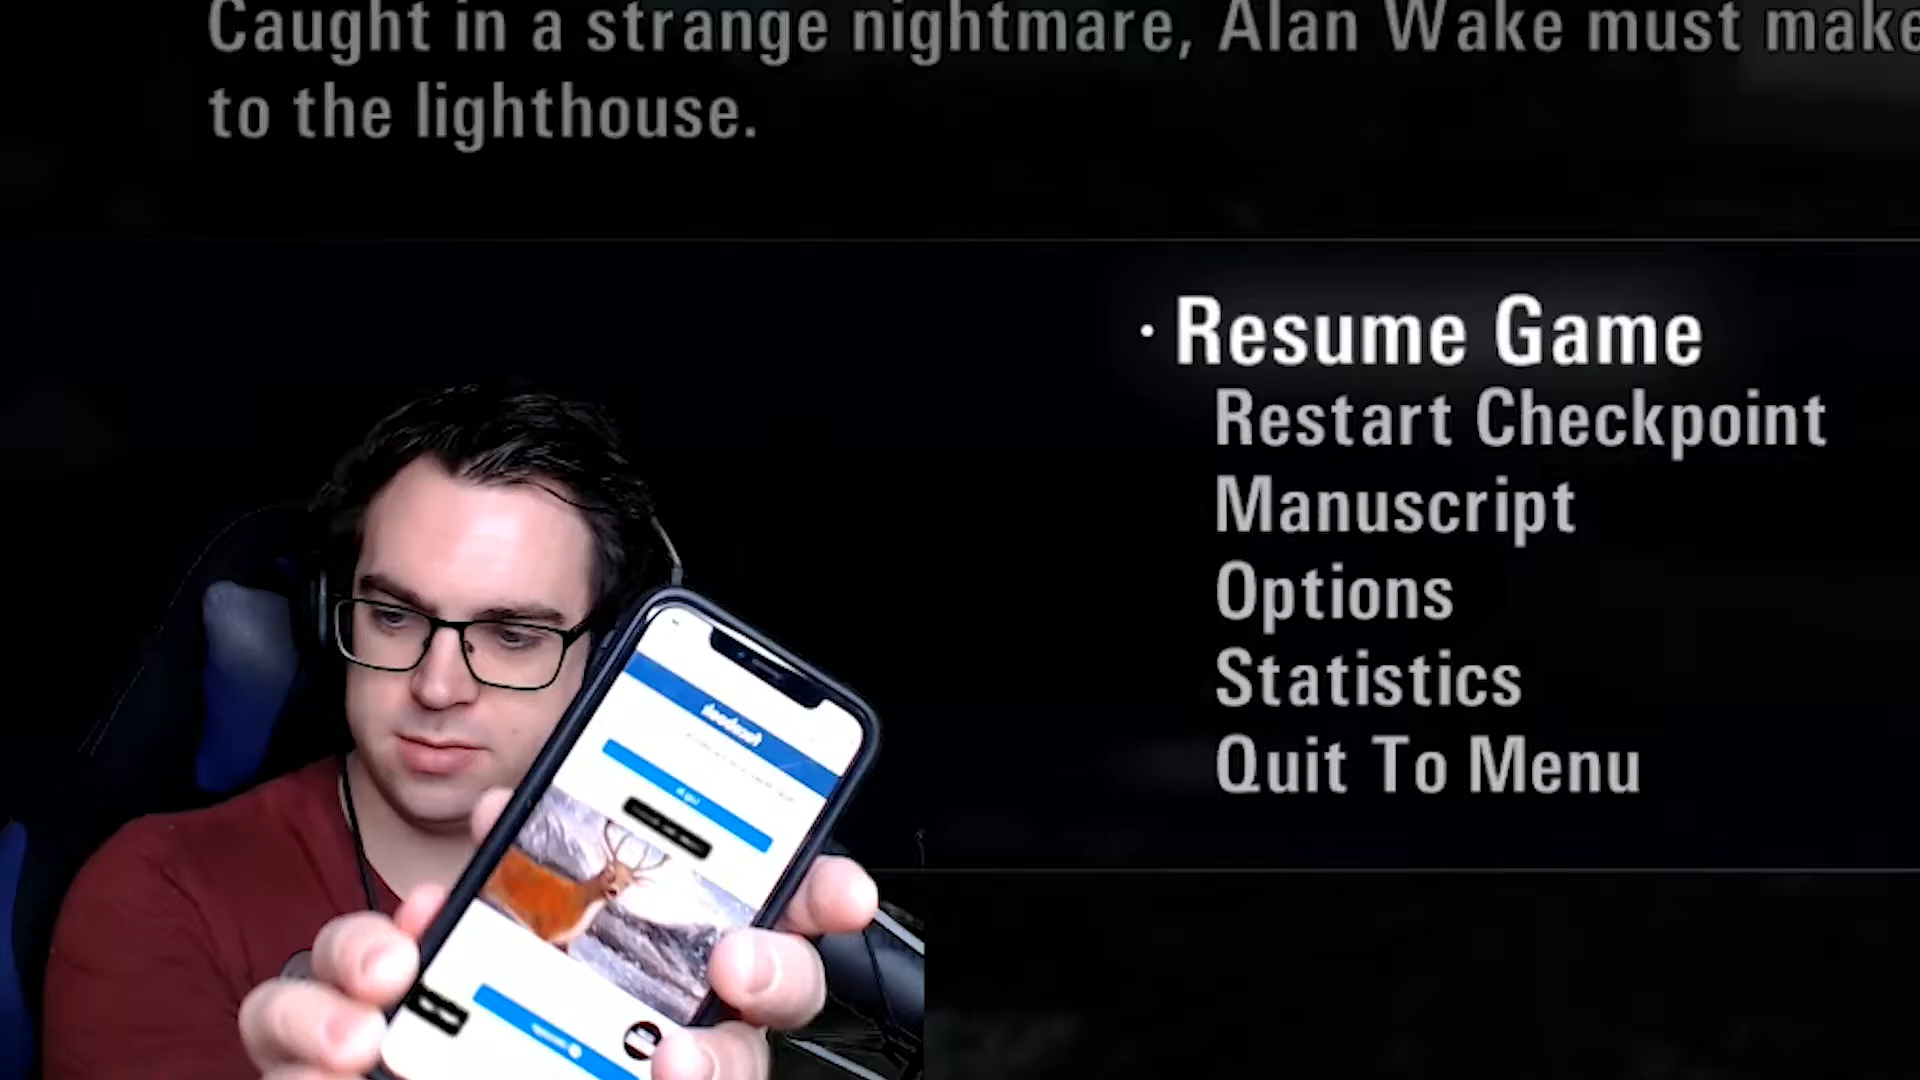 Caught in a strange nightmare, Alan Wake must make
to the lighthouse.
· Resume Game
Restart Checkpoint
Manuscript
Options
Statistics
Quit To Menu